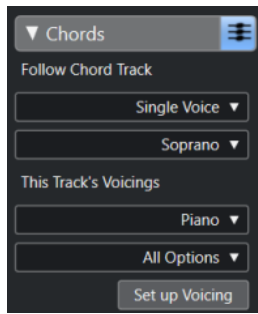 Chords
Follow Chord Track
Single Voice
Soprano
This Track's Voicings
Piano
All Options
Set up Voicing